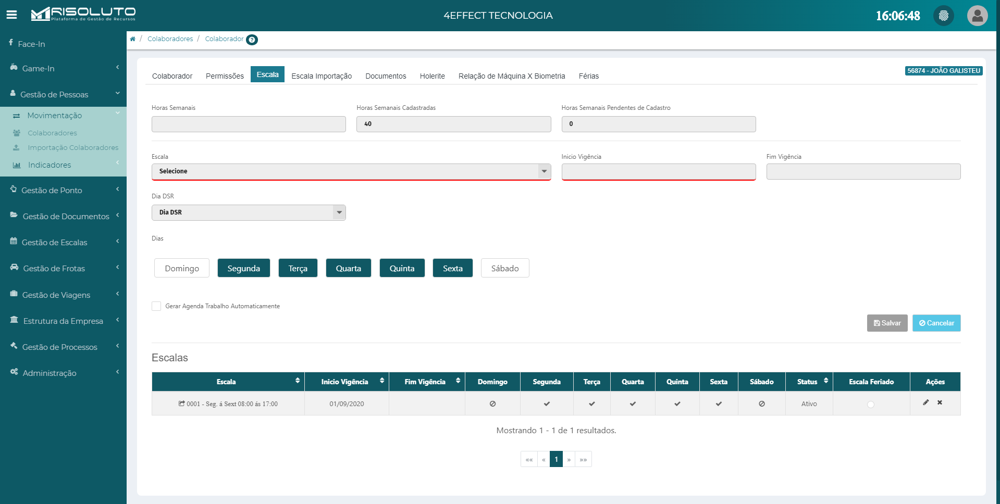 RISOLUTO
Plataforma de Gestão de Recursos
4EFFECT TECNOLOGIA
16:06:48
Face-In
Game-In
Gestão de Pessoas
Movimentação
Colaboradores
Importação Colaboradores
Indicadores
Gestão de Ponto
Gestão de Documentos
Gestão de Escalas
Gestão de Frotas
Gestão de Viagens
Estrutura da Empresa
Gestão de Processos
Administração
/ Colaboradores / Colaborador ?
Colaborador Permissões Escala Escala Importação Documentos Holerite Relação de Máquina X Biometria Férias
56874 - JOÃO GALISTEU
Horas Semanais Horas Semanais Cadastradas Horas Semanais Pendentes de Cadastro
40 0
Escala Inicio Vigência Fim Vigência
Selecione
Dia DSR
Dia DSR
Dias
Domingo Segunda Terça Quarta Quinta Sexta Sábado
Gerar Agenda Trabalho Automaticamente
Salvar Cancelar
Escalas
Escala Inicio Vigência Fim Vigência Domingo Segunda Terça Quarta Quinta Sexta Sábado Status Escala Feriado Ações
0001 - Seg. á Sext 08:00 ás 17:00 01/09/2020 Ativo
Mostrando 1 - 1 de 1 resultados.
«« « 1 » »»